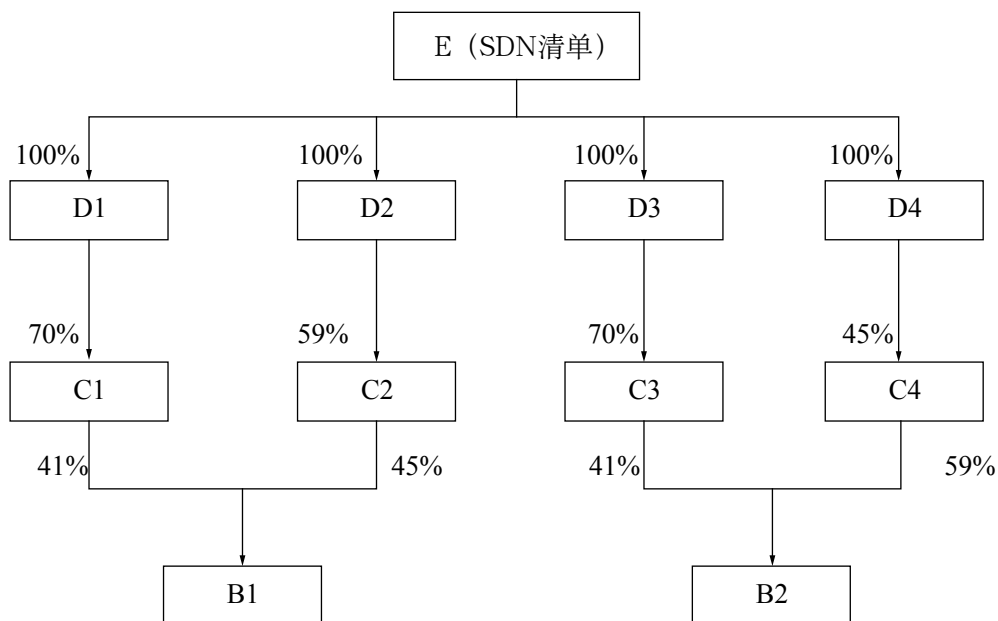 E（SDN清单）
100% 100% 100% 100%
D1 D2 D3 D4
70% 59% 70% 45%
C1 C2 C3 C4
41% 45% 41% 59%
B1 B2